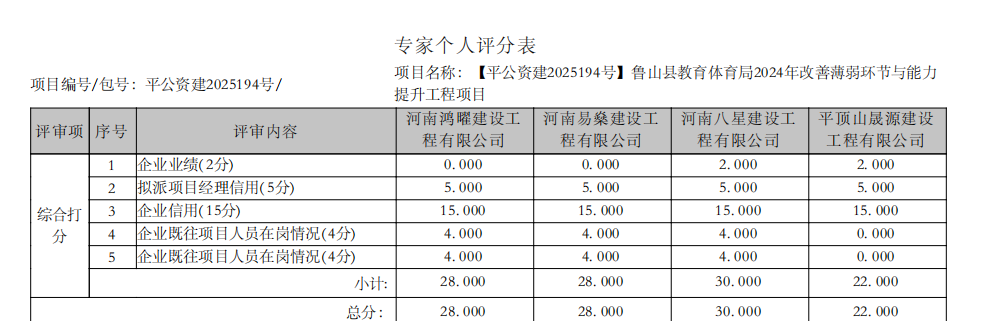 专家个人评分表
项目编号/包号：平公资建2025194号/
项目名称：【平公资建2025194号】鲁山县教育体育局2024年改善薄弱环节与能力
提升工程项目
评审项 序号 评审内容 河南鸿曜建设工程有限公司 河南易燊建设工程有限公司 河南八星建设工程有限公司 平顶山晟源建设工程有限公司
综合打分
1 企业业绩(2分) 0.000 0.000 2.000 2.000
2 拟派项目经理信用(5分) 5.000 5.000 5.000 5.000
3 企业信用(15分) 15.000 15.000 15.000 15.000
4 企业既往项目人员在岗情况(4分) 4.000 4.000 4.000 0.000
5 企业既往项目人员在岗情况(4分) 4.000 4.000 4.000 0.000
小计: 28.000 28.000 30.000 22.000
总分: 28.000 28.000 30.000 22.000